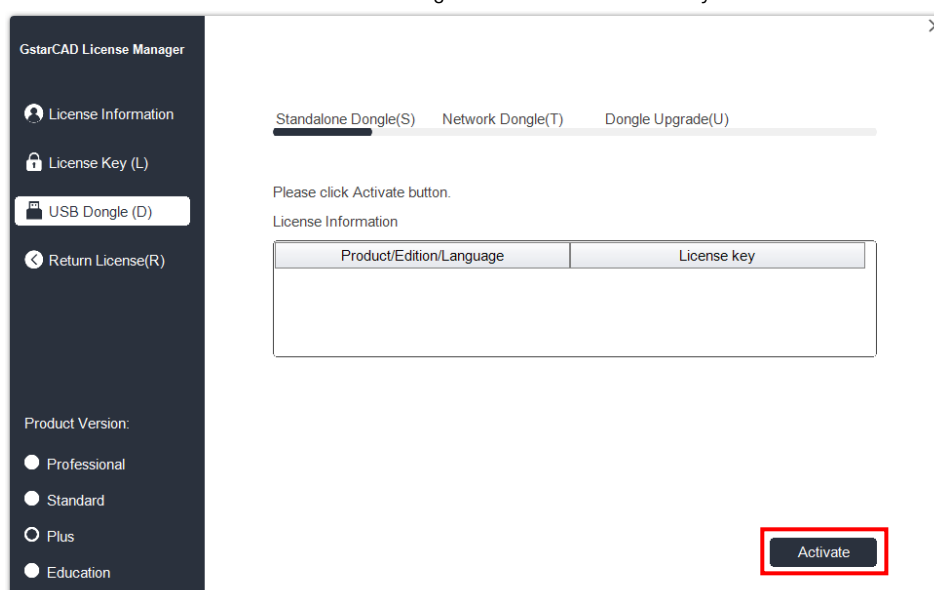 GstarCAD License Manager
License Information
License Key (L)
USB Dongle (D)
Return License(R)
Product Version:
Professional
Standard
Plus
Education
Standalone Dongle(S) Network Dongle(T) Dongle Upgrade(U)
Please click Activate button.
License Information
Product/Edition/Language License key
Activate